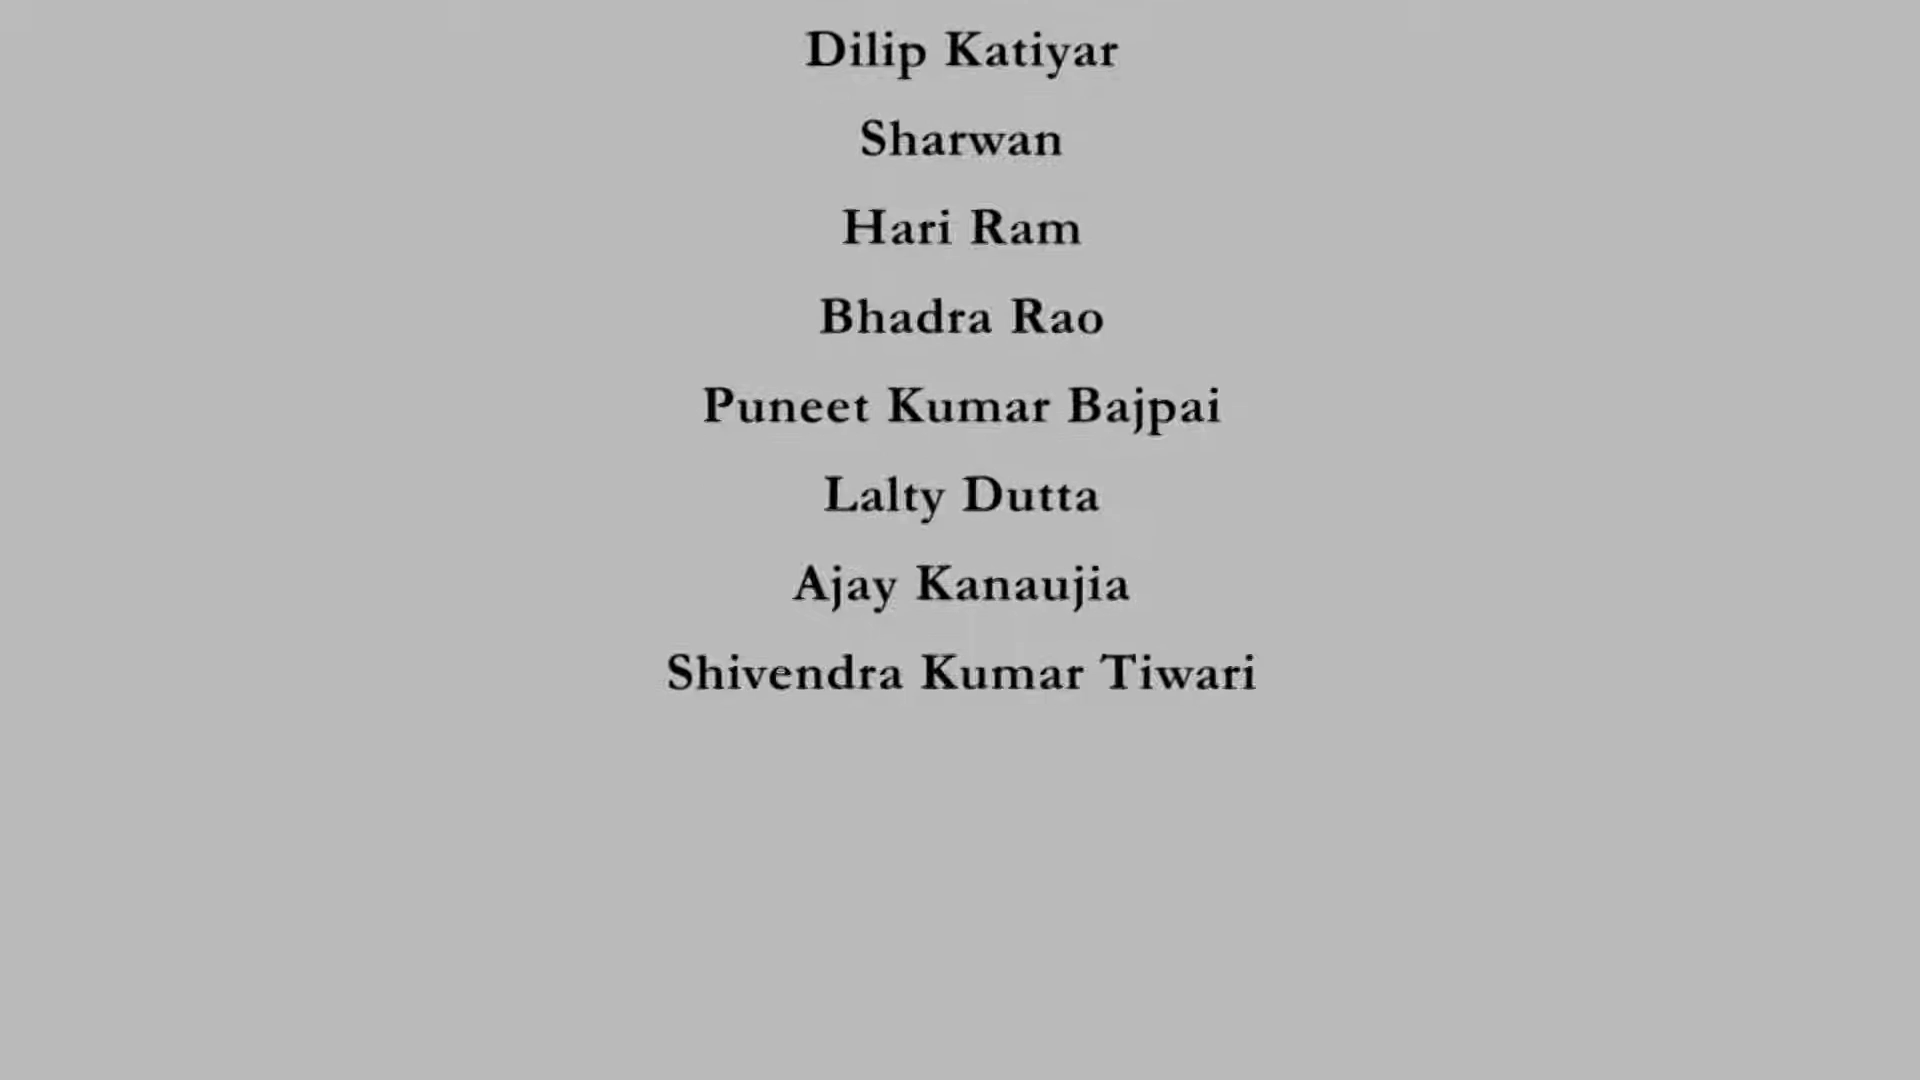 Dilip Katiyar
Sharwan
Hari Ram
Bhadra Rao
Puneet Kumar Bajpai
Lalty Dutta
Ajay Kanaujia
Shivendra Kumar Tiwari